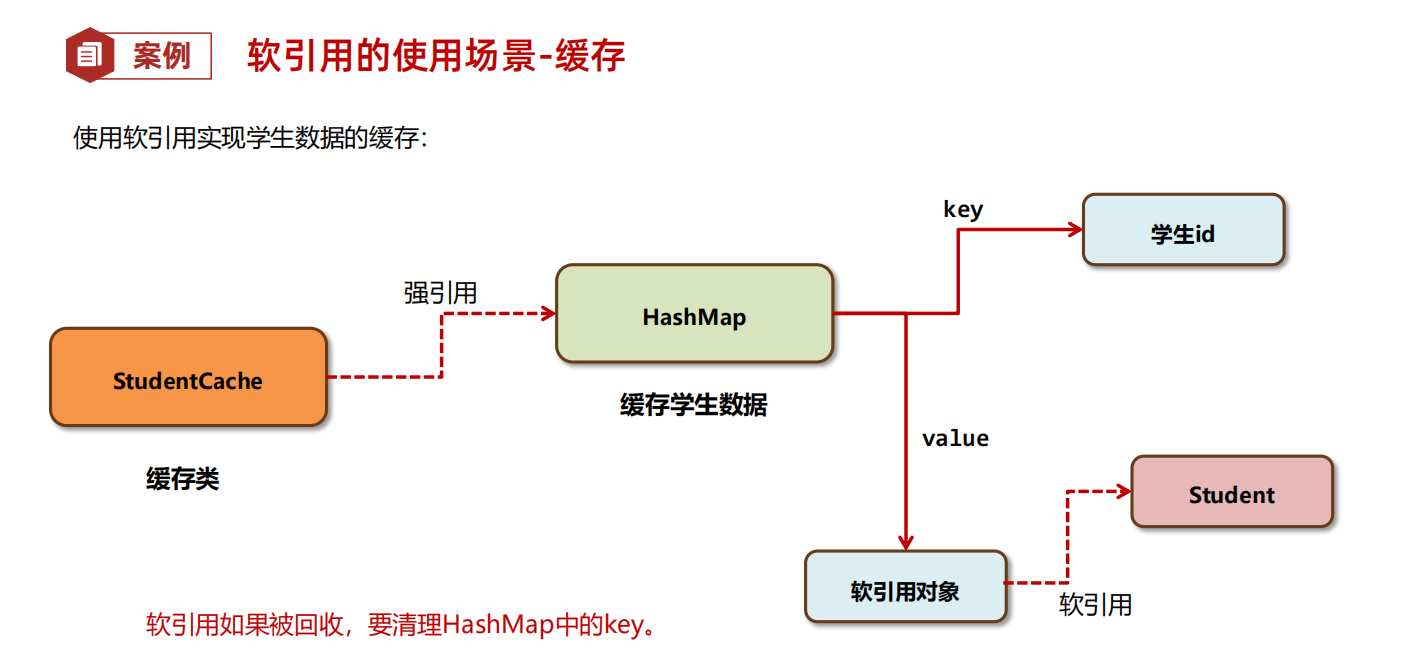 案例
软引用的使用场景-缓存
使用软引用实现学生数据的缓存：
key
学生id
强引用
HashMap
StudentCache
缓存学生数据
value
缓存类
Student
软引用对象
软引用
软引用如果被回收，要清理HashMap中的key。